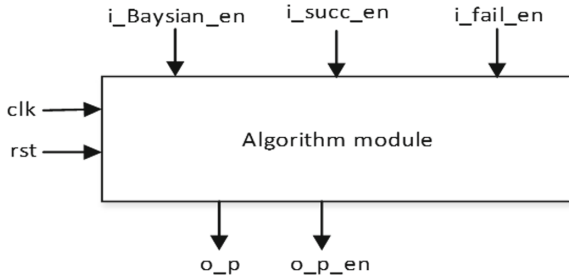 i_Baysian_en i_succ_en i_fail_en
clk
rst
Algorithm module
o_p o_p_en